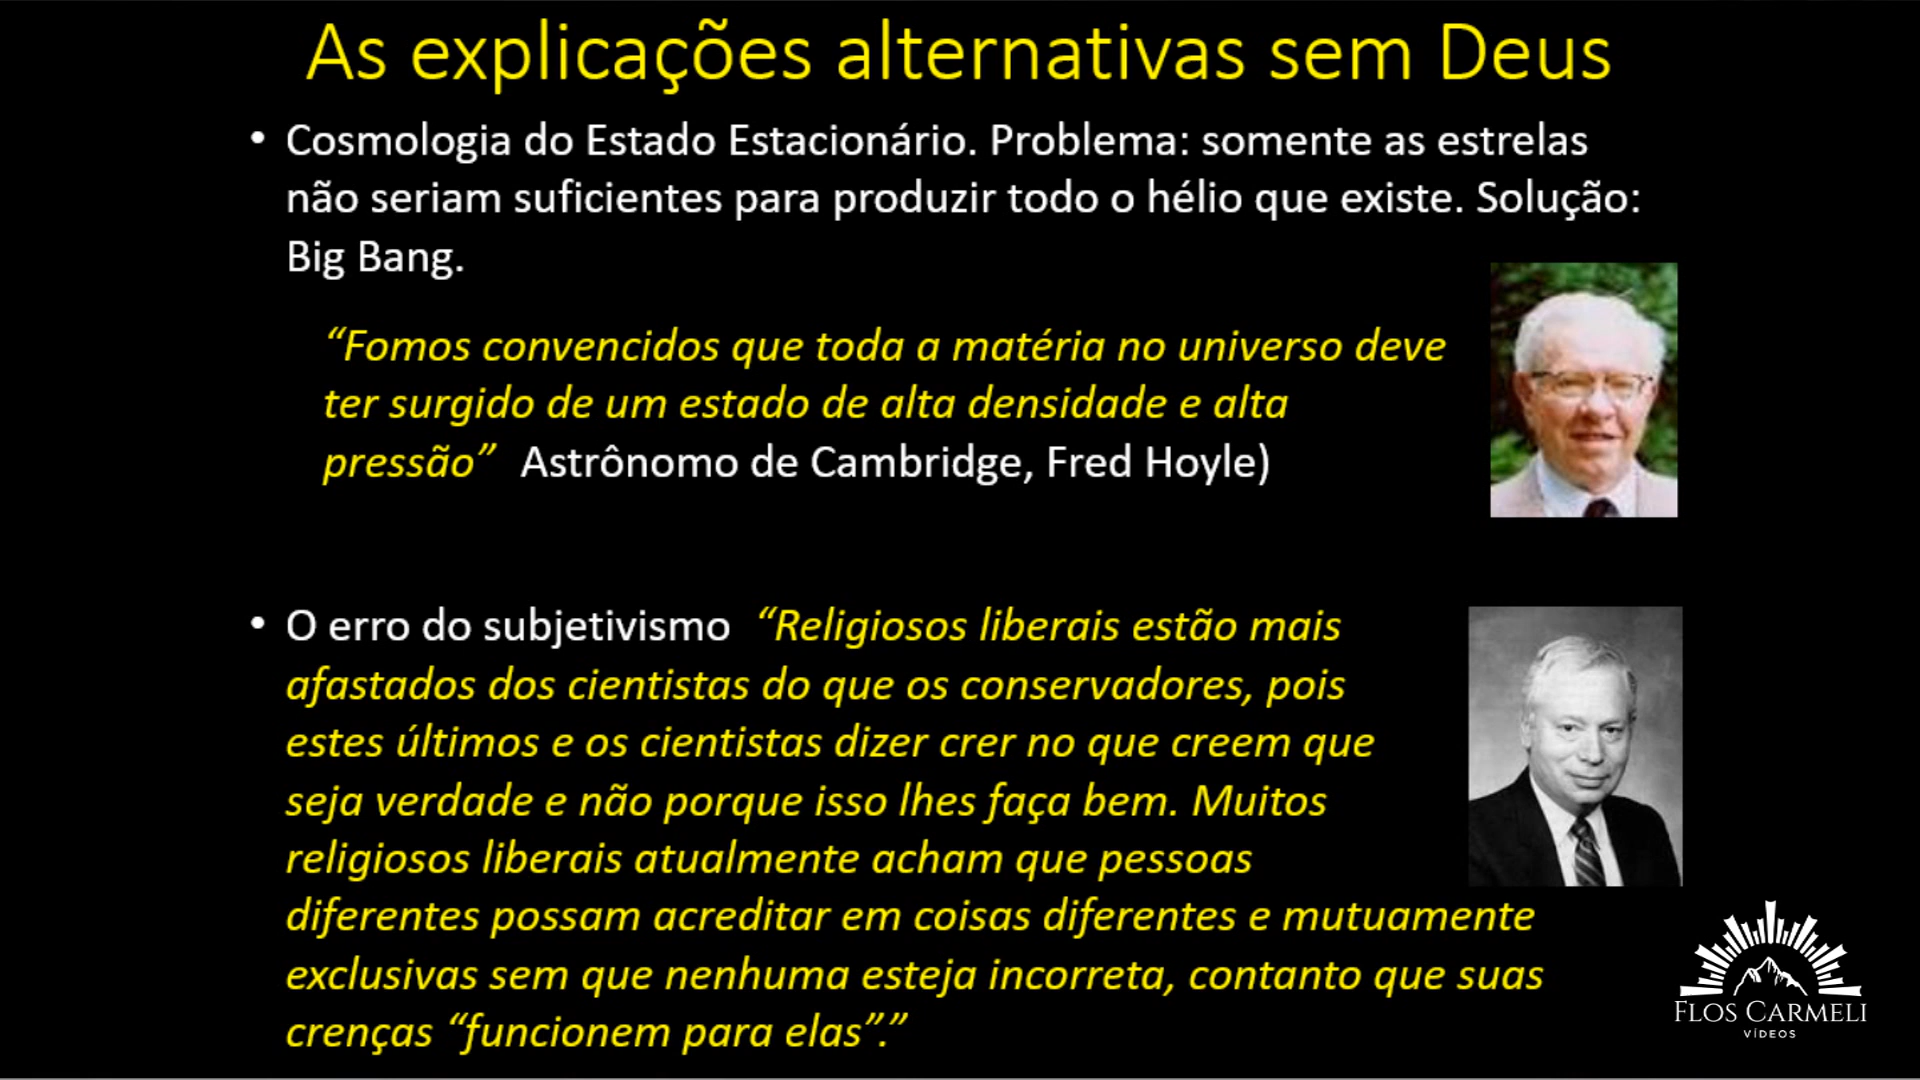 As explicações alternativas sem Deus
• Cosmologia do Estado Estacionário. Problema: somente as estrelas
não seriam suficientes para produzir todo o hélio que existe. Solução:
Big Bang.
“Fomos convencidos que toda a matéria no universo deve
ter surgido de um estado de alta densidade e alta
pressão” Astrônomo de Cambridge, Fred Hoyle)
• O erro do subjetivismo “Religiosos liberais estão mais
afastados dos cientistas do que os conservadores, pois
estes últimos e os cientistas dizer crer no que creem que
seja verdade e não porque isso lhes faça bem. Muitos
religiosos liberais atualmente acham que pessoas
diferentes possam acreditar em coisas diferentes e mutuamente
exclusivas sem que nenhuma esteja incorreta, contanto que suas
crenças “funcionem para elas”.”
FLOS CARMELI
VÍDEOS